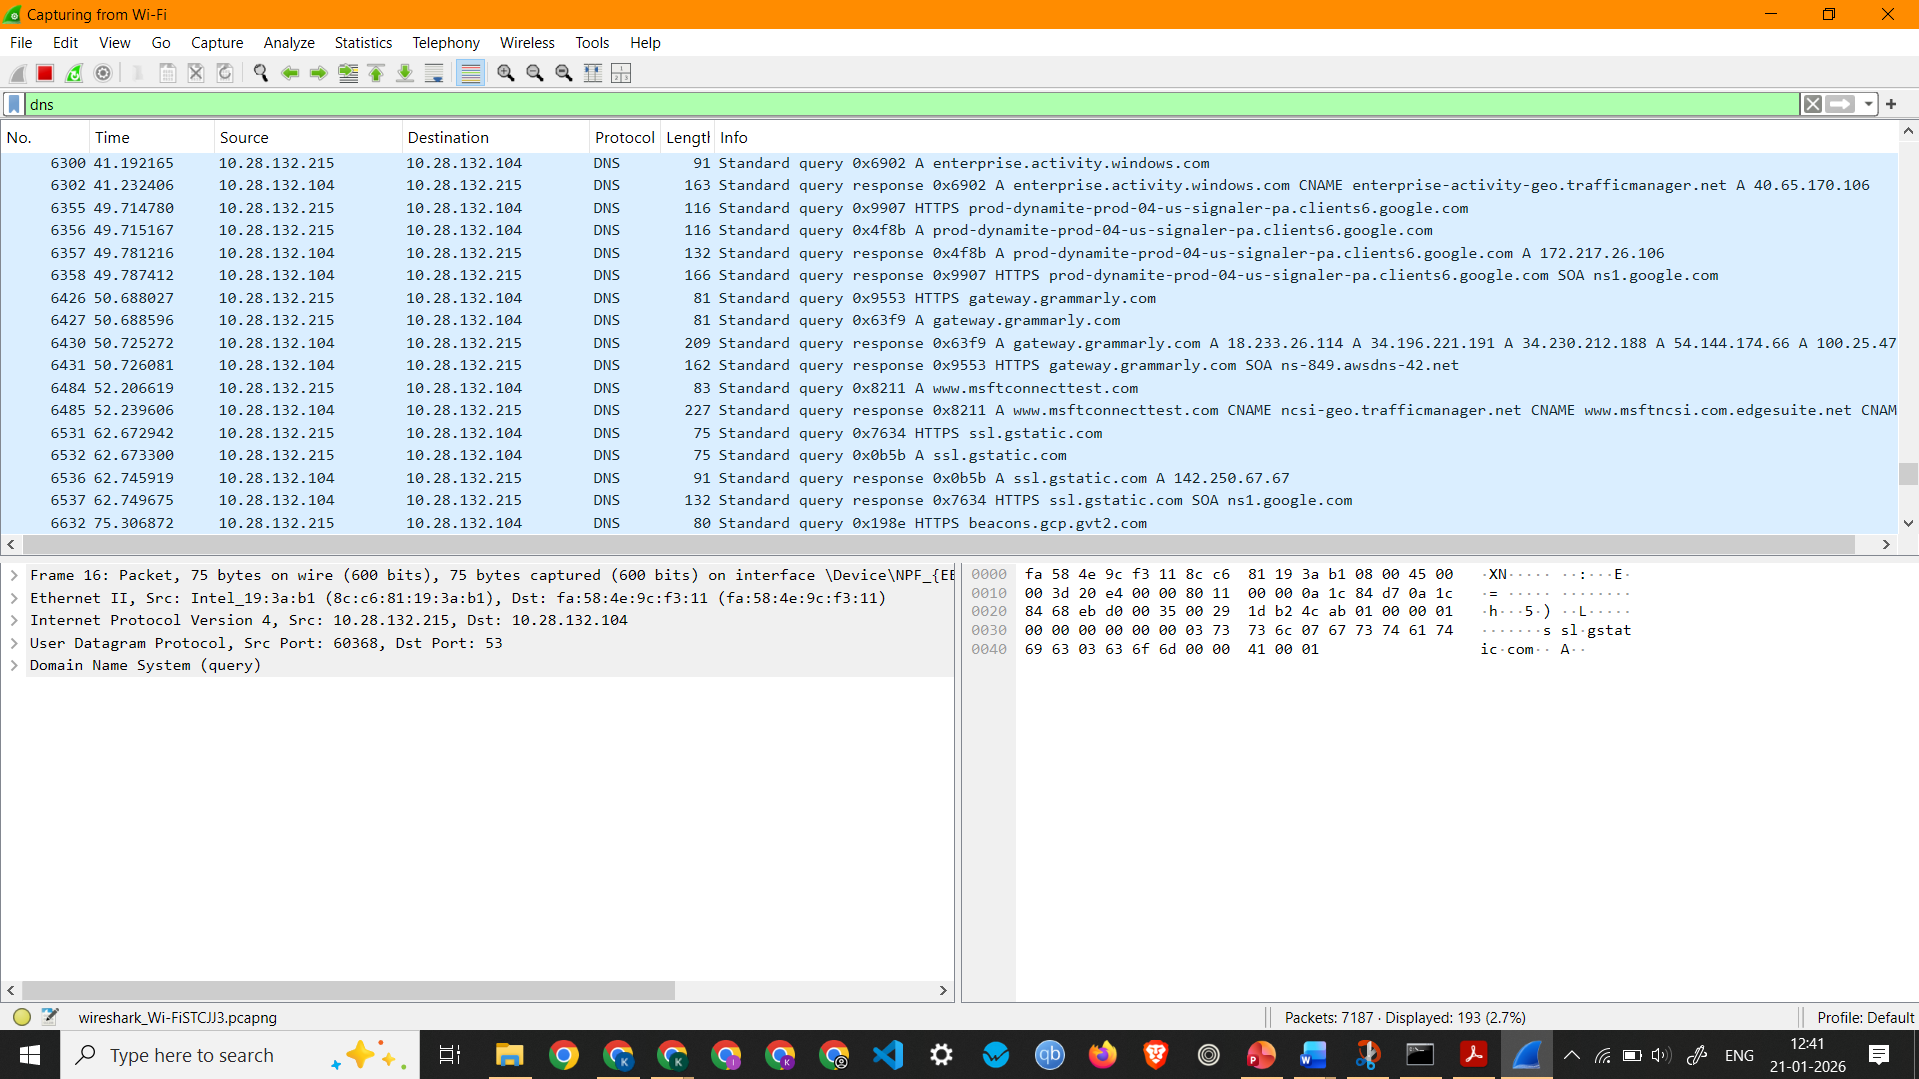 Capturing from Wi-Fi
File Edit View Go Capture Analyze Statistics Telephony Wireless Tools Help
dns
No. Time Source Destination Protocol Length Info
6300 41.192165 10.28.132.215 10.28.132.104 DNS 91 Standard query 0x6902 A enterprise.activity.windows.com
6302 41.232406 10.28.132.104 10.28.132.215 DNS 163 Standard query response 0x6902 A enterprise.activity.windows.com CNAME enterprise-activity-geo.trafficmanager.net A 40.65.170.106
6355 49.714780 10.28.132.215 10.28.132.104 DNS 116 Standard query 0x9907 HTTPS prod-dynamite-prod-04-us-signaler-pa.clients6.google.com
6356 49.715167 10.28.132.215 10.28.132.104 DNS 116 Standard query 0x4f8b A prod-dynamite-prod-04-us-signaler-pa.clients6.google.com
6357 49.781216 10.28.132.104 10.28.132.215 DNS 132 Standard query response 0x4f8b A prod-dynamite-prod-04-us-signaler-pa.clients6.google.com A 172.217.26.106
6358 49.787412 10.28.132.104 10.28.132.215 DNS 166 Standard query response 0x9907 HTTPS prod-dynamite-prod-04-us-signaler-pa.clients6.google.com SOA ns1.google.com
6426 50.688027 10.28.132.215 10.28.132.104 DNS 81 Standard query 0x9553 HTTPS gateway.grammarly.com
6427 50.688596 10.28.132.215 10.28.132.104 DNS 81 Standard query 0x63f9 A gateway.grammarly.com
6430 50.725272 10.28.132.104 10.28.132.215 DNS 209 Standard query response 0x63f9 A gateway.grammarly.com A 18.233.26.114 A 34.196.221.191 A 34.230.212.188 A 54.144.174.66 A 100.25.47
6431 50.726081 10.28.132.104 10.28.132.215 DNS 162 Standard query response 0x9553 HTTPS gateway.grammarly.com SOA ns-849.awsdns-42.net
6484 52.206619 10.28.132.215 10.28.132.104 DNS 83 Standard query 0x8211 A www.msftconnecttest.com
6485 52.239606 10.28.132.104 10.28.132.215 DNS 227 Standard query response 0x8211 A www.msftconnecttest.com CNAME ncsi-geo.trafficmanager.net CNAME www.msftncsi.com.edgesuite.net CNAM
6531 62.672942 10.28.132.215 10.28.132.104 DNS 75 Standard query 0x7634 HTTPS ssl.gstatic.com
6532 62.673300 10.28.132.215 10.28.132.104 DNS 75 Standard query 0x0b5b A ssl.gstatic.com
6536 62.745919 10.28.132.104 10.28.132.215 DNS 91 Standard query response 0x0b5b A ssl.gstatic.com A 142.250.67.67
6537 62.749675 10.28.132.104 10.28.132.215 DNS 132 Standard query response 0x7634 HTTPS ssl.gstatic.com SOA ns1.google.com
6632 75.306872 10.28.132.215 10.28.132.104 DNS 80 Standard query 0x198e HTTPS beacons.gcp.gvt2.com
Frame 16: Packet, 75 bytes on wire (600 bits), 75 bytes captured (600 bits) on interface \Device\NPF_{EE
Ethernet II, Src: Intel_19:3a:b1 (8c:c6:81:19:3a:b1), Dst: fa:58:4e:9c:f3:11 (fa:58:4e:9c:f3:11)
Internet Protocol Version 4, Src: 10.28.132.215, Dst: 10.28.132.104
User Datagram Protocol, Src Port: 60368, Dst Port: 53
Domain Name System (query)
0000 fa 58 4e 9c f3 11 8c c6 81 19 3a b1 08 00 45 00 ·XN····· ··:···E·
0010 00 3d 20 e4 00 00 80 11 00 00 0a 1c 84 d7 0a 1c ·= ····· ········
0020 84 68 eb d0 00 35 00 29 1d b2 4c ab 01 00 00 01 ·h···5·) ··L·····
0030 00 00 00 00 00 00 03 73 73 6c 07 67 73 74 61 74 ·······s sl·gstat
0040 69 63 03 63 6f 6d 00 00 41 00 01 ic·com·· A··
wireshark_Wi-FiSTCJJ3.pcapng
Packets: 7187 · Displayed: 193 (2.7%)
Profile: Default
Type here to search
ENG
12:41
21-01-2026